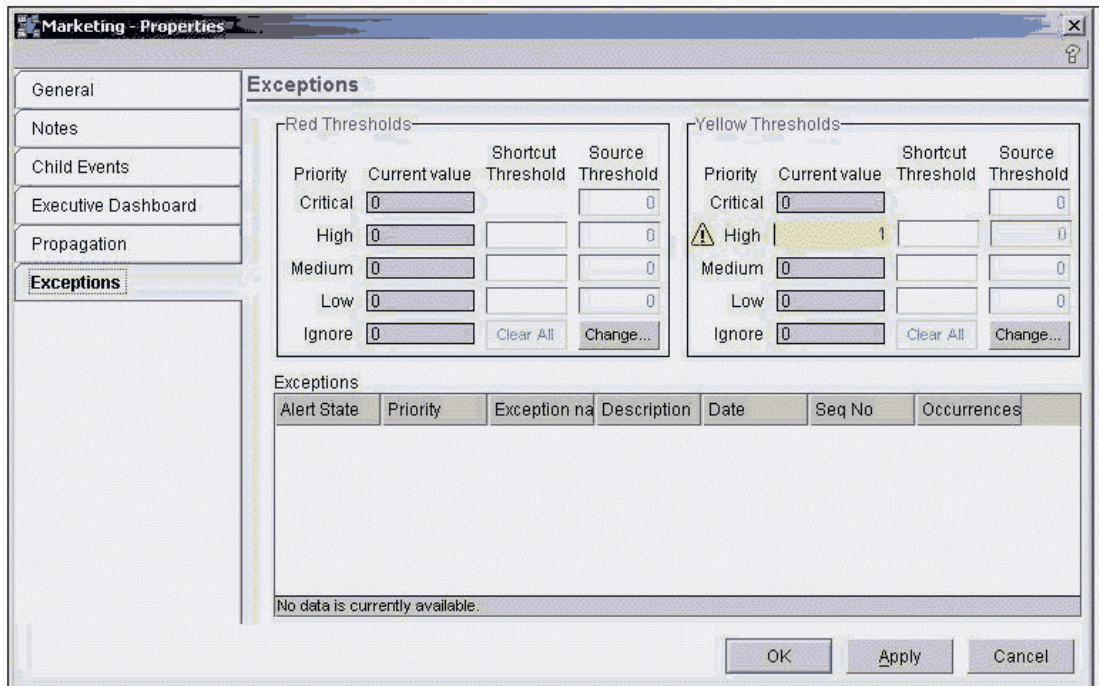 Marketing - Properties
General
Notes
Child Events
Executive Dashboard
Propagation
Exceptions
Exceptions
Red Thresholds
Priority Current value Shortcut Threshold Source Threshold
Critical 0 0
High 0 0
Medium 0 0
Low 0 0
Ignore 0 Clear All Change...
Yellow Thresholds
Priority Current value Shortcut Threshold Source Threshold
Critical 0 0
High 1 0
Medium 0 0
Low 0 0
Ignore 0 Clear All Change...
Exceptions
Alert State Priority Exception na Description Date Seq No Occurrences
No data is currently available.
OK Apply Cancel